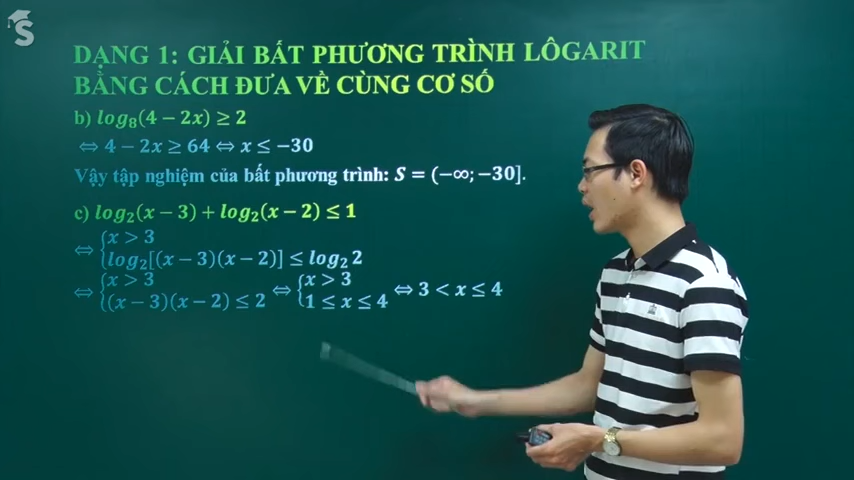 S
DẠNG 1: GIẢI BẤT PHƯƠNG TRÌNH LÔGARIT
BẰNG CÁCH ĐƯA VỀ CÙNG CƠ SỐ
b) log₈(4 − 2x) ≥ 2
⇔ 4 − 2x ≥ 64 ⇔ x ≤ −30
Vậy tập nghiệm của bất phương trình: S = (−∞; −30].
c) log₂(x − 3) + log₂(x − 2) ≤ 1
⇔ { x > 3
log₂[(x − 3)(x − 2)] ≤ log₂ 2
⇔ { x > 3 ⇔ { x > 3
(x − 3)(x − 2) ≤ 2 1 ≤ x ≤ 4 ⇔ 3 < x ≤ 4